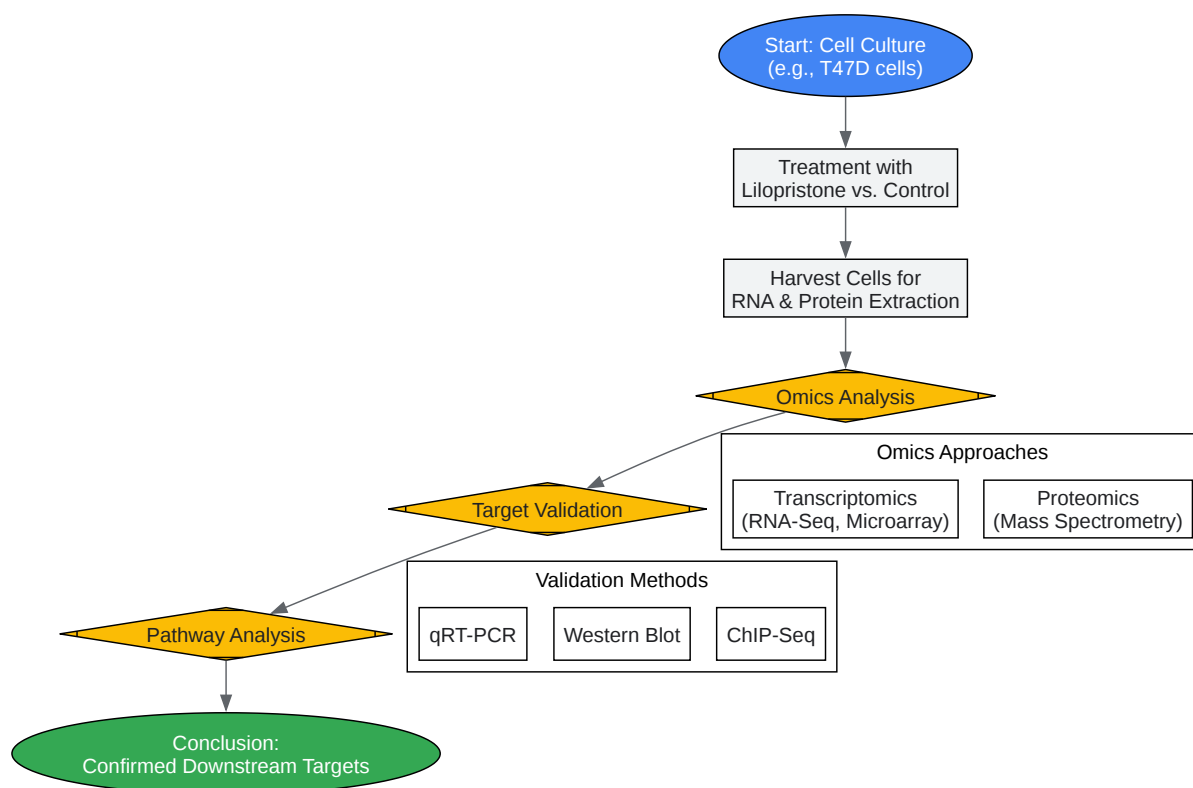 Start: Cell Culture
(e.g., T47D cells)
Treatment with
Lilopristone vs. Control
Harvest Cells for
RNA & Protein Extraction
Omics Analysis
Omics Approaches
Transcriptomics
(RNA-Seq, Microarray)
Proteomics
(Mass Spectrometry)
Target Validation
Validation Methods
qRT-PCR
Western Blot
ChIP-Seq
Pathway Analysis
Conclusion:
Confirmed Downstream Targets